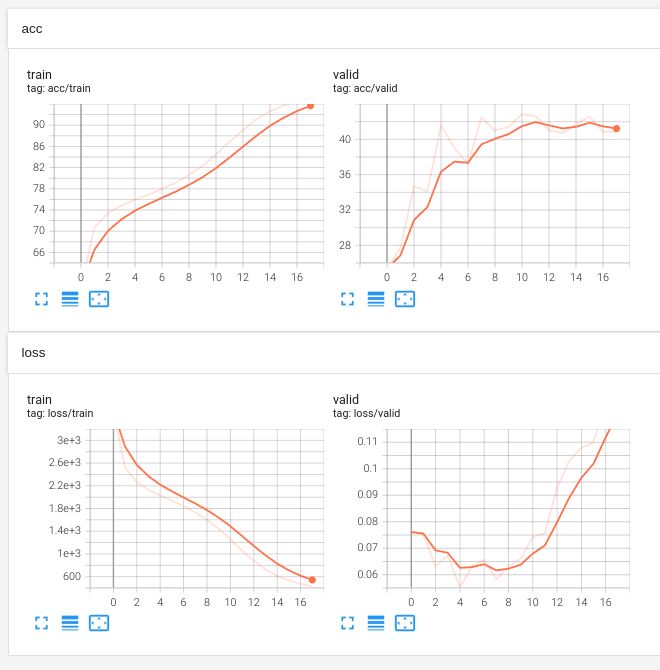 acc
train
tag: acc/train
90
86
82
78
74
70
66
0 2 4 6 8 10 12 14 16
valid
tag: acc/valid
40
36
32
28
0 2 4 6 8 10 12 14 16
loss
train
tag: loss/train
3e+3
2.6e+3
2.2e+3
1.8e+3
1.4e+3
1e+3
600
0 2 4 6 8 10 12 14 16
valid
tag: loss/valid
0.11
0.1
0.09
0.08
0.07
0.06
0 2 4 6 8 10 12 14 16